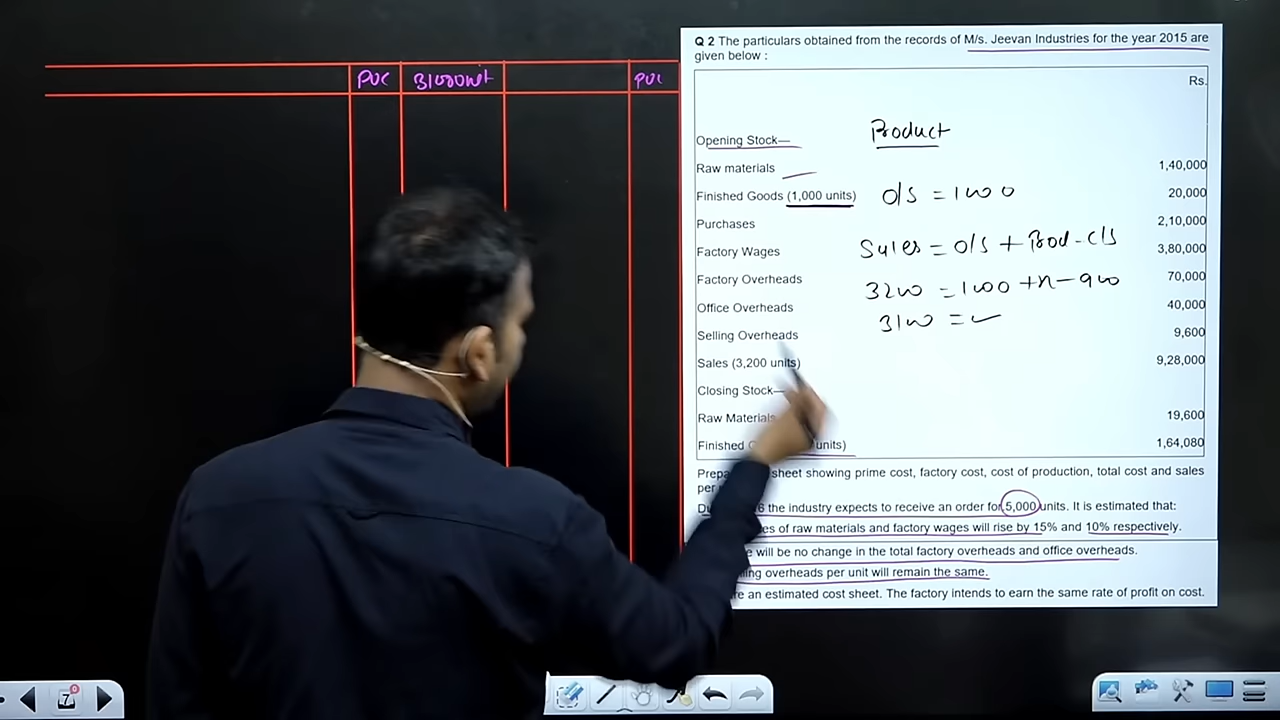 PUC 3100 unit PUC
Q 2 The particulars obtained from the records of M/s. Jeevan Industries for the year 2015 are
given below :
Rs.
Product
Opening Stock—
Raw materials 1,40,000
Finished Goods (1,000 units) O/S = 1000 20,000
Purchases 2,10,000
Factory Wages Sales = O/S + Prod - C/S 3,80,000
Factory Overheads 70,000
3200 = 1000 + x - 900
Office Overheads 40,000
3100 = ✓
Selling Overheads 9,600
Sales (3,200 units) 9,28,000
Closing Stock—
Raw Materials 19,600
Finished units) 1,64,080
sheet showing prime cost, factory cost, cost of production, total cost and sales
per
6 the industry expects to receive an order for 5,000 units. It is estimated that:
of raw materials and factory wages will rise by 15% and 10% respectively.
will be no change in the total factory overheads and office overheads.
overheads per unit will remain the same.
an estimated cost sheet. The factory intends to earn the same rate of profit on cost.
7